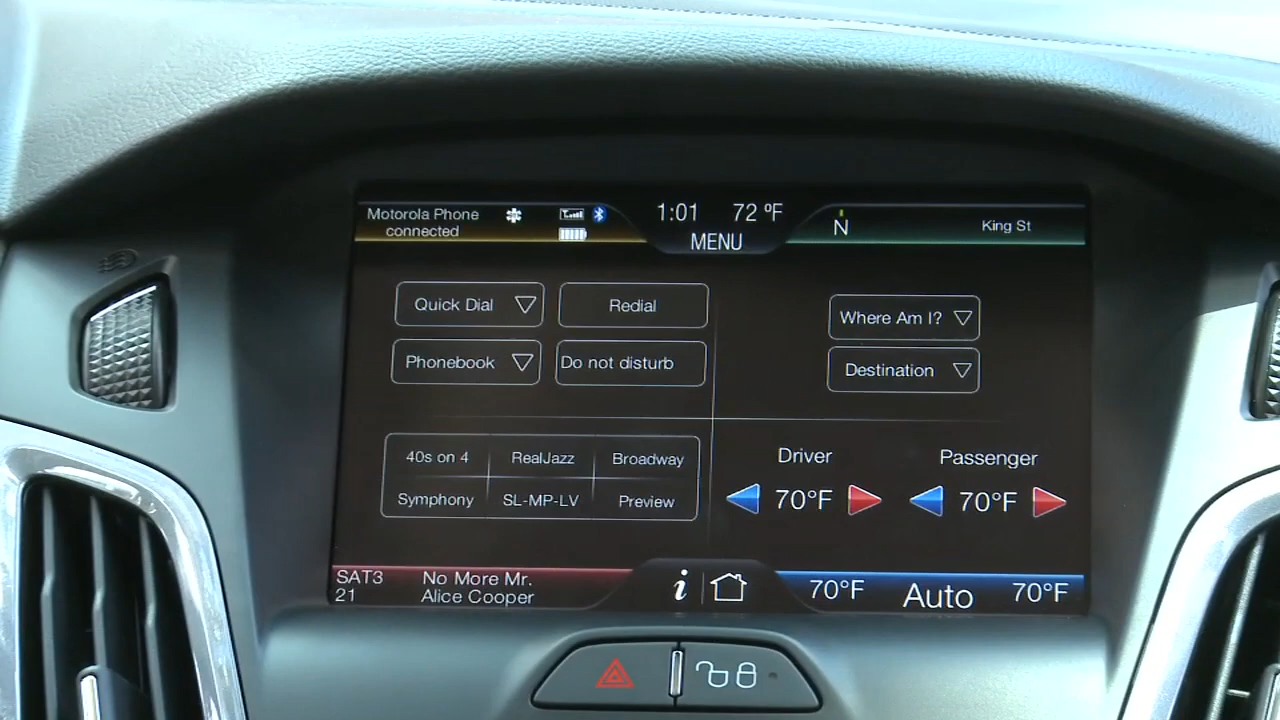 Motorola Phone
connected
1:01 72 °F
MENU
N
King St
Quick Dial
Redial
Where Am I?
Phonebook
Do not disturb
Destination
40s on 4
RealJazz
Broadway
Symphony
SL-MP-LV
Preview
Driver
Passenger
70°F
70°F
SAT3
21
No More Mr.
Alice Cooper
i
70°F
Auto
70°F